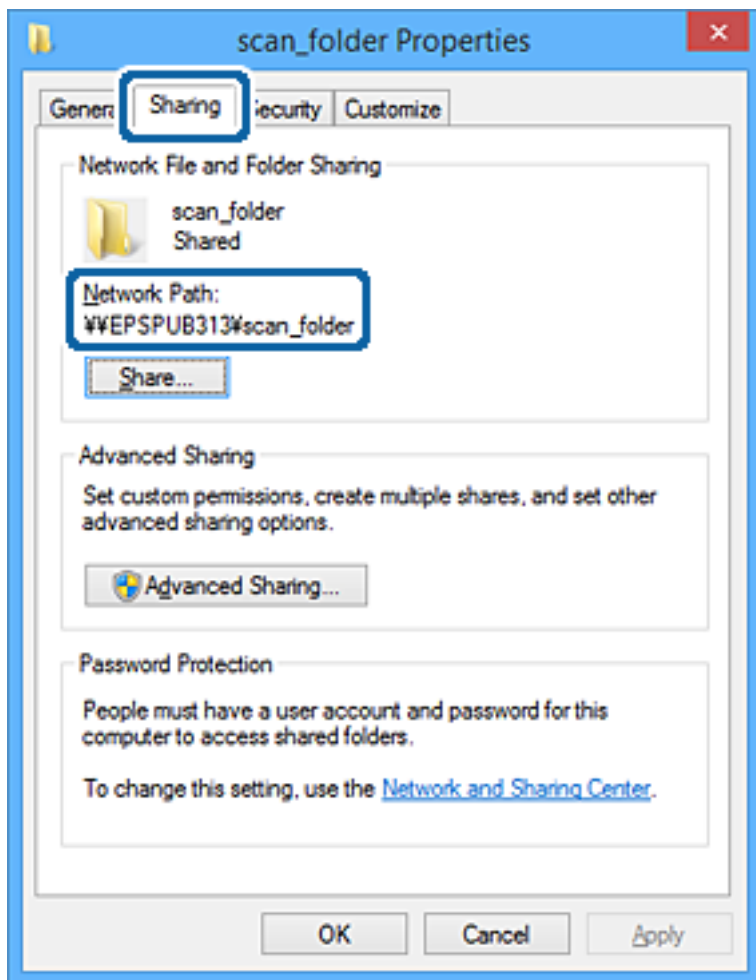 scan_folder Properties
Sharing Customize
Network File and Folder Sharing
scan_folder
Shared
Network Path:
¥¥EPSPUB313¥scan_folder
Share...
Advanced Sharing
Set custom permissions, create multiple shares, and set other
advanced sharing options.
Advanced Sharing...
Password Protection
People must have a user account and password for this
computer to access shared folders.
To change this setting, use the Network and Sharing Center.
OK Cancel Apply